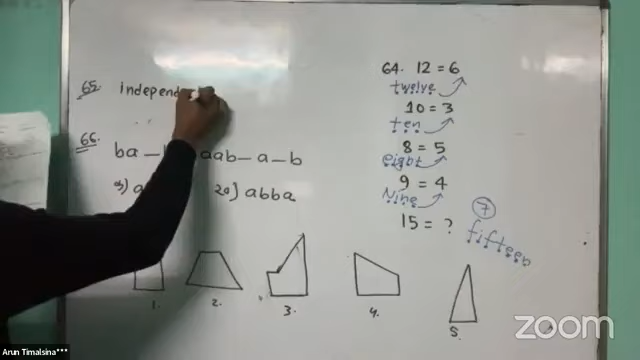 65. independ
66.
ba _ aab _ a _ b
a) a 20) abba
1. 2. 3. 4. 5.
64. 12 = 6
twelve
10 = 3
ten
8 = 5
eight
9 = 4
Nine
15 = ?
7
fifteen
zoom
Arun Timalsina***